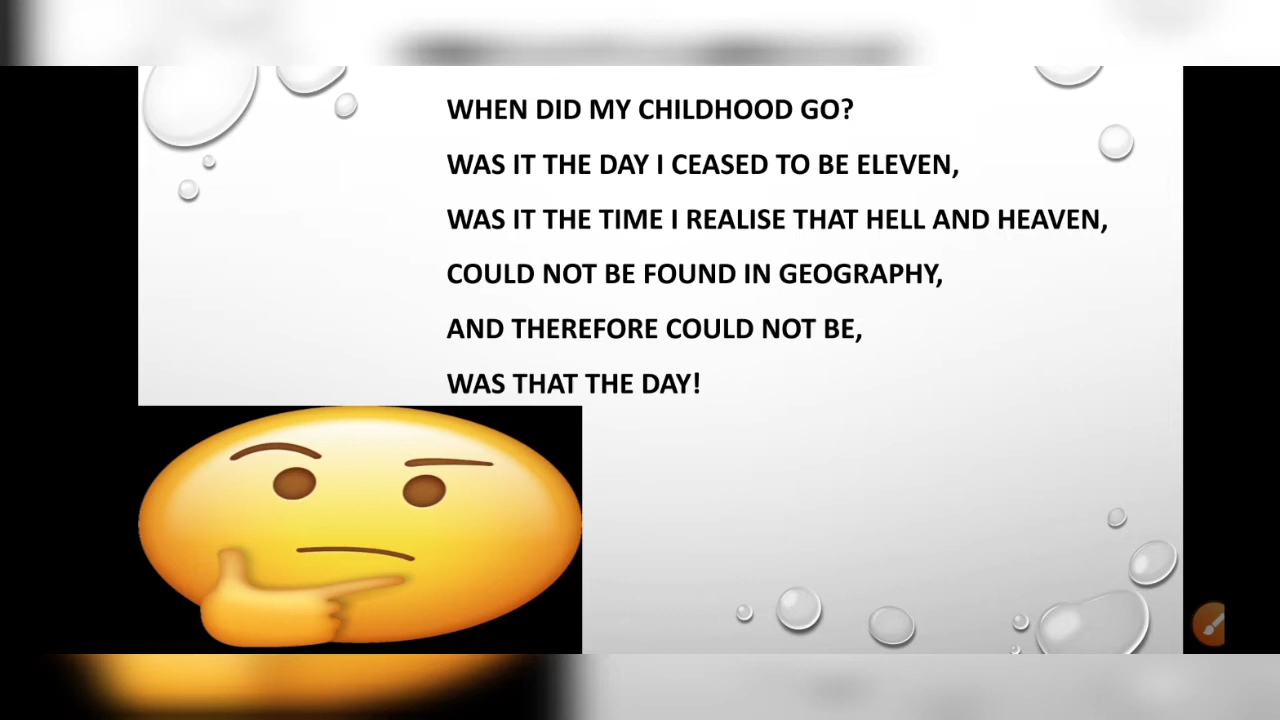 WHEN DID MY CHILDHOOD GO?
WAS IT THE DAY I CEASED TO BE ELEVEN,
WAS IT THE TIME I REALISE THAT HELL AND HEAVEN,
COULD NOT BE FOUND IN GEOGRAPHY,
AND THEREFORE COULD NOT BE,
WAS THAT THE DAY!